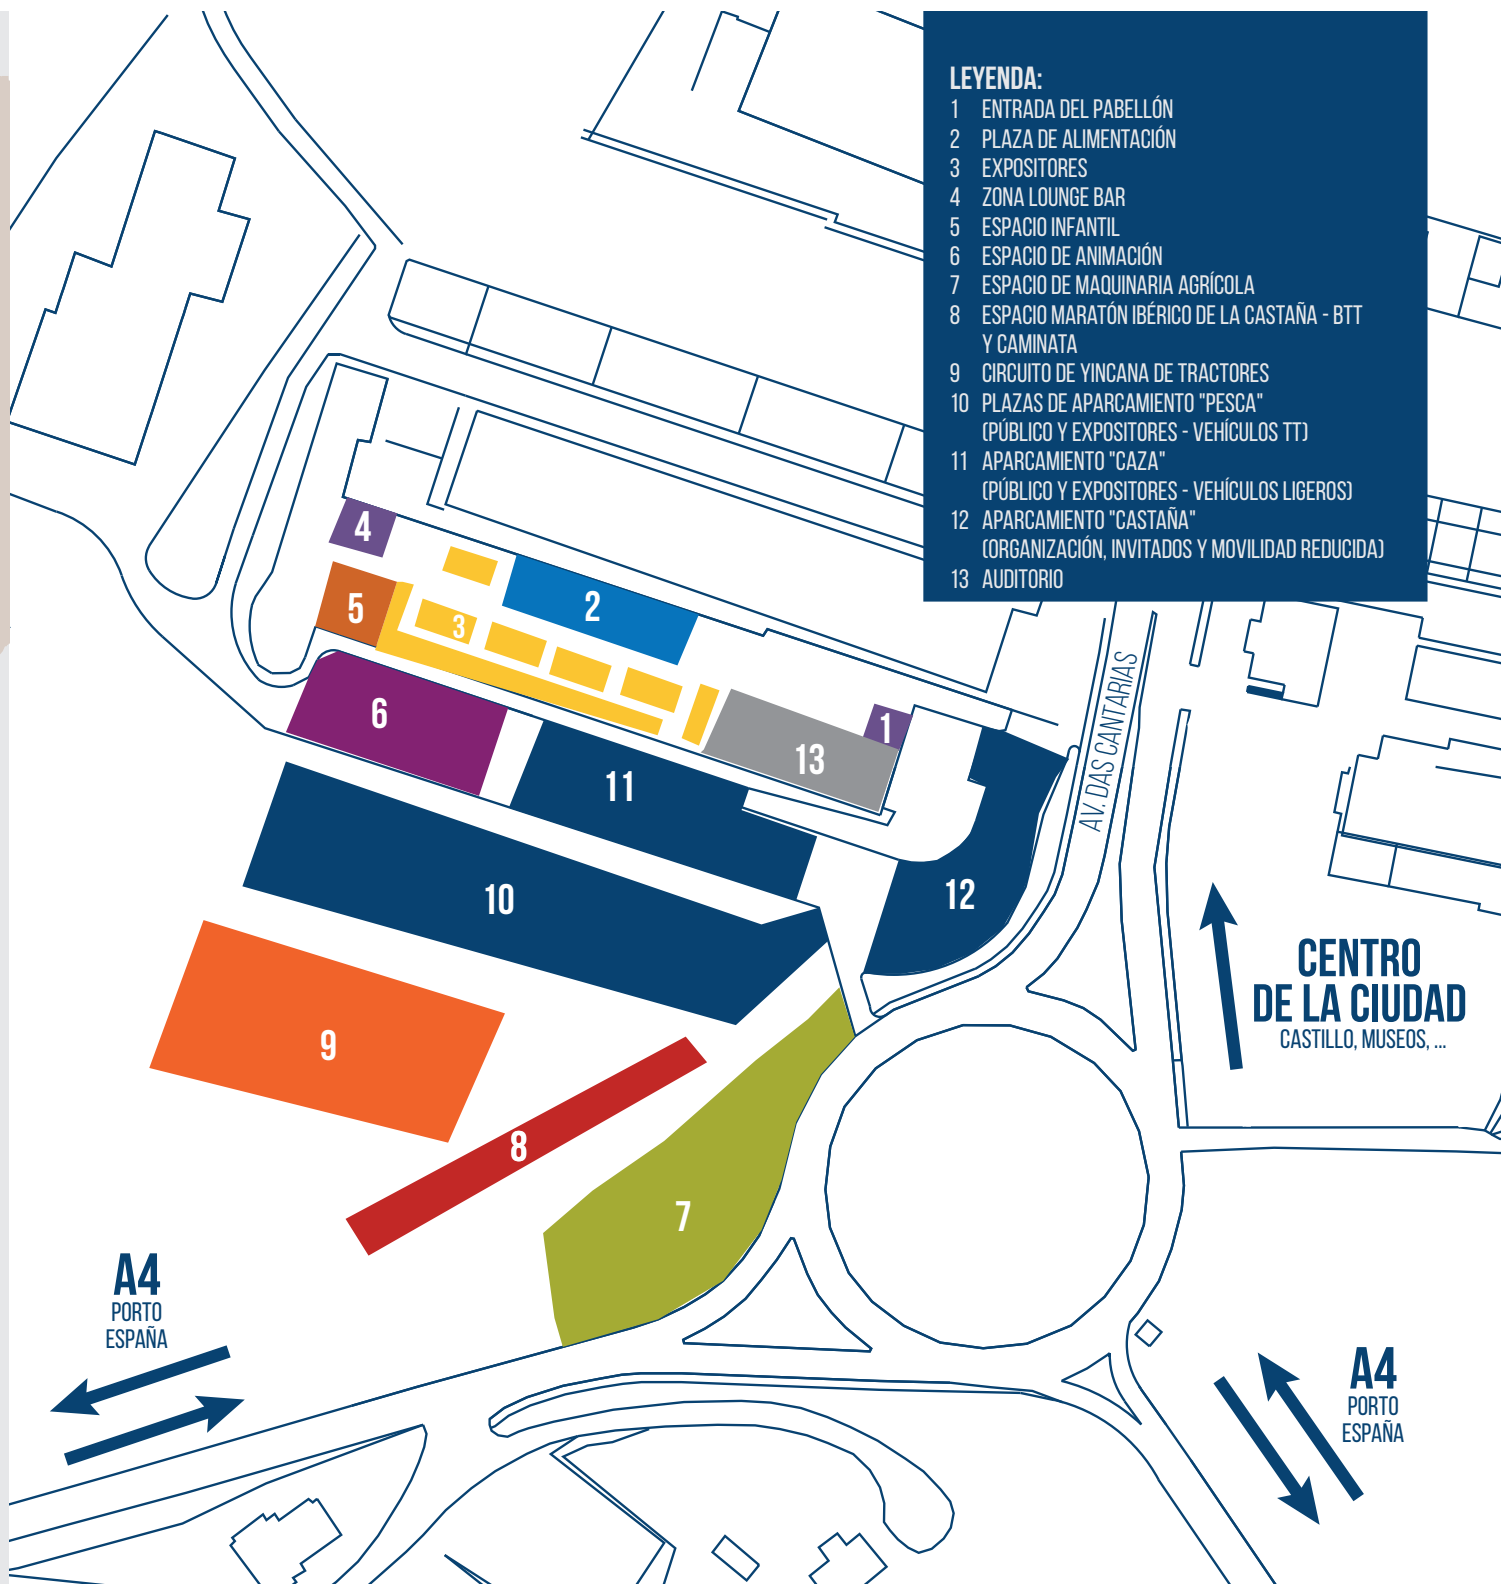 LEYENDA:
1 ENTRADA DEL PABELLÓN
2 PLAZA DE ALIMENTACIÓN
3 EXPOSITORES
4 ZONA LOUNGE BAR
5 ESPACIO INFANTIL
6 ESPACIO DE ANIMACIÓN
7 ESPACIO DE MAQUINARIA AGRÍCOLA
8 ESPACIO MARATÓN IBÉRICO DE LA CASTAÑA - BTT
Y CAMINATA
9 CIRCUITO DE YINCANA DE TRACTORES
10 PLAZAS DE APARCAMIENTO "PESCA"
(PÚBLICO Y EXPOSITORES - VEHÍCULOS TT)
11 APARCAMIENTO "CAZA"
(PÚBLICO Y EXPOSITORES - VEHÍCULOS LIGEROS)
12 APARCAMIENTO "CASTAÑA"
(ORGANIZACIÓN, INVITADOS Y MOVILIDAD REDUCIDA)
13 AUDITORIO
4
2
5
3
6
1
13
11
AV. DAS CANTARIAS
10
12
9
8
7
CENTRO
DE LA CIUDAD
CASTILLO, MUSEOS, ...
A4
PORTO
ESPAÑA
A4
PORTO
ESPAÑA